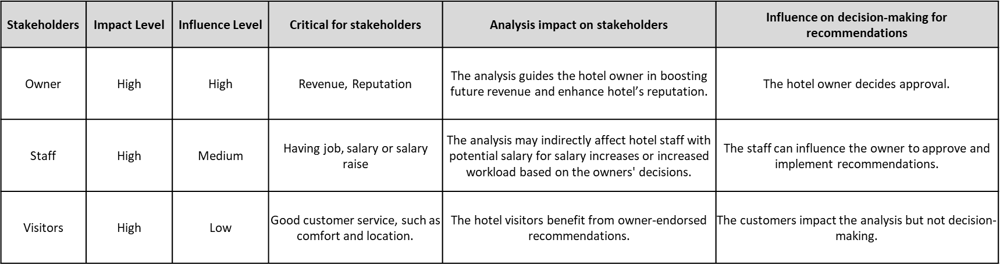 Stakeholders
Impact Level
Influence Level
Critical for stakeholders
Analysis impact on stakeholders
Influence on decision-making for
recommendations
Owner
High
High
Revenue, Reputation
The analysis guides the hotel owner in boosting
future revenue and enhance hotel’s reputation.
The hotel owner decides approval.
Staff
High
Medium
Having job, salary or salary
raise
The analysis may indirectly affect hotel staff with
potential salary for salary increases or increased
workload based on the owners' decisions.
The staff can influence the owner to approve and
implement recommendations.
Visitors
High
Low
Good customer service, such as
comfort and location.
The hotel visitors benefit from owner-endorsed
recommendations.
The customers impact the analysis but not decision-
making.